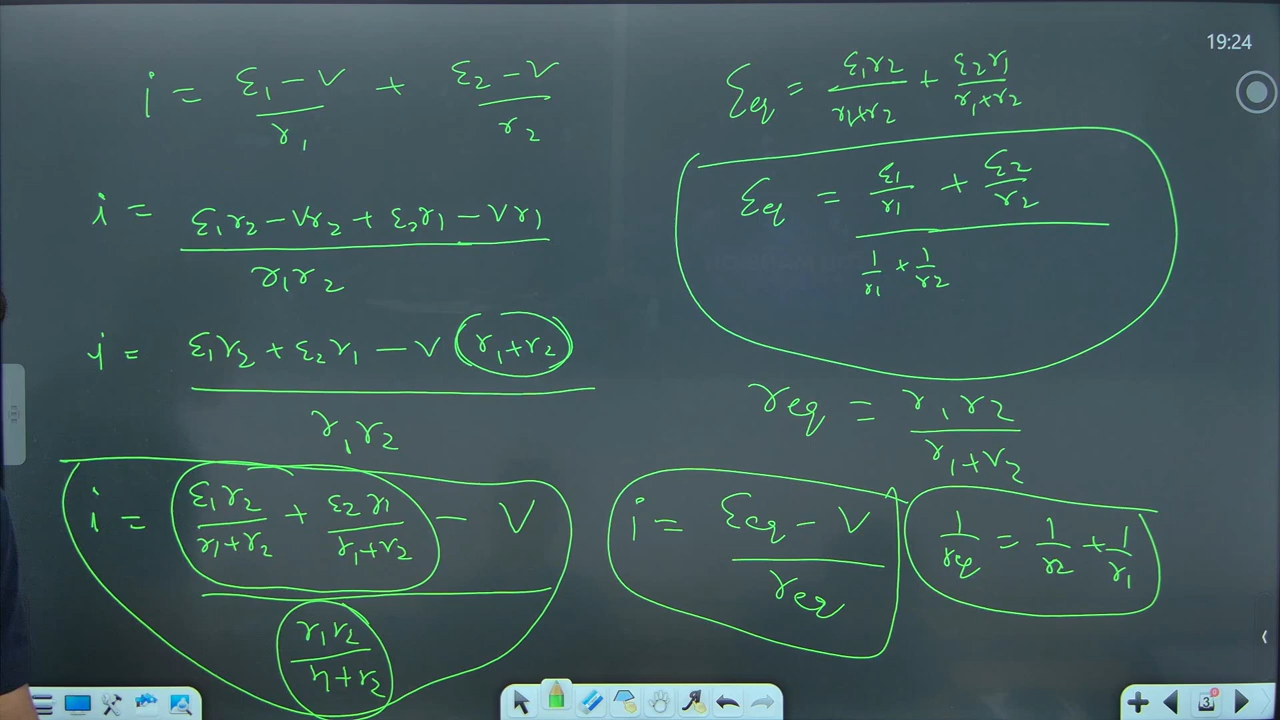 19:24
i = (ε₁ − V)/r₁ + (ε₂ − V)/r₂
i = (ε₁r₂ − Vr₂ + ε₂r₁ − Vr₁)/(r₁r₂)
i = (ε₁r₂ + ε₂r₁ − V(r₁+r₂))/(r₁r₂)
i = (ε₁r₂/(r₁+r₂) + ε₂r₁/(r₁+r₂) − V)/(r₁r₂/(r₁+r₂))
εeq = ε₁r₂/(r₁+r₂) + ε₂r₁/(r₁+r₂)
εeq = (ε₁/r₁ + ε₂/r₂)/(1/r₁ + 1/r₂)
req = r₁r₂/(r₁+r₂)
i = (εeq − V)/req
1/req = 1/r₂ + 1/r₁
3